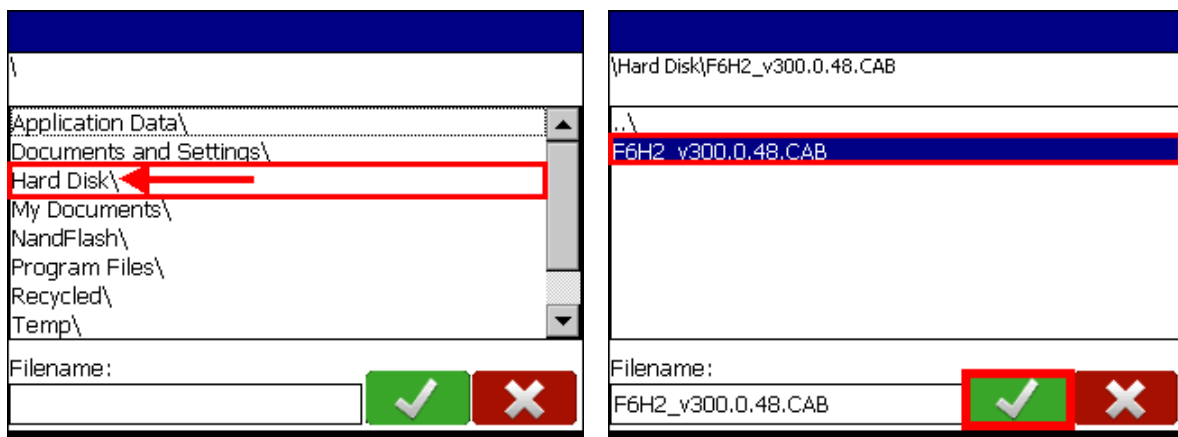 \
Application Data\
Documents and Settings\
Hard Disk\
My Documents\
NandFlash\
Program Files\
Recycled\
Temp\
Filename:
\Hard Disk\F6H2_v300.0.48.CAB
..\
F6H2_v300.0.48.CAB
Filename:
F6H2_v300.0.48.CAB